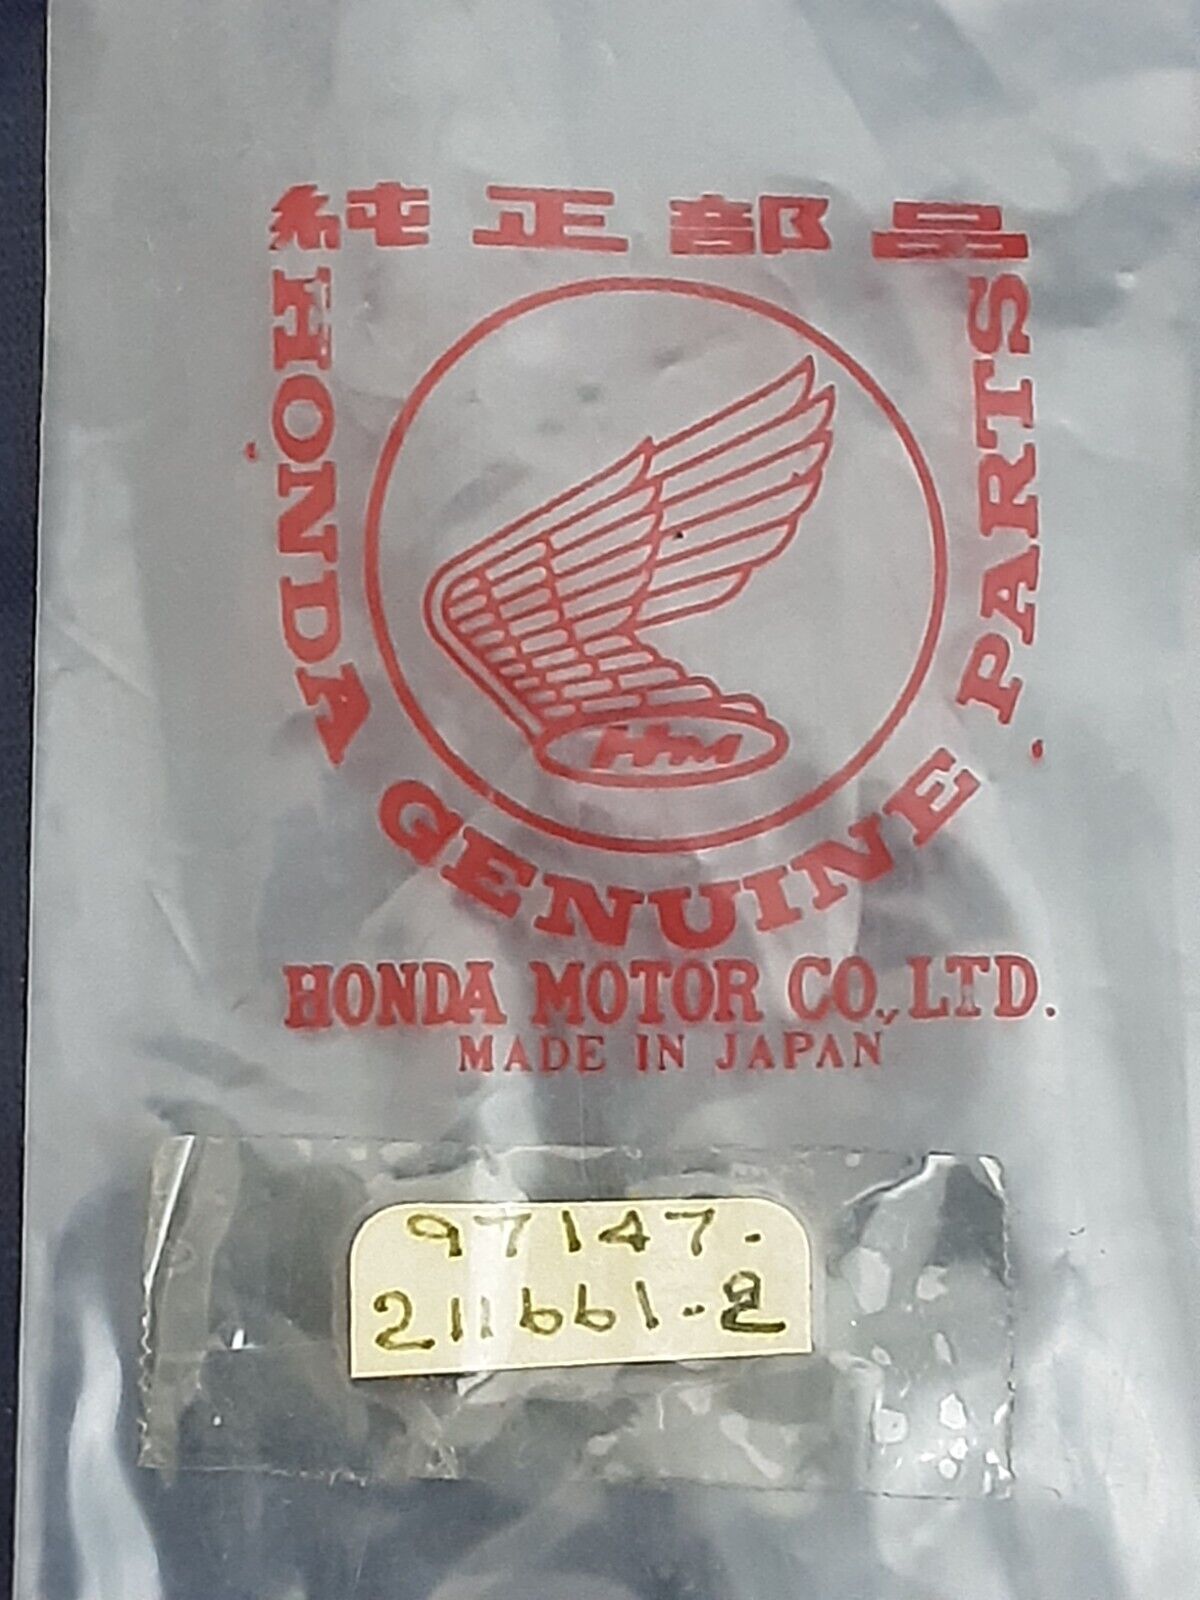 純正部品
HONDA GENUINE PARTS
HM
HONDA MOTOR CO., LTD.
MADE IN JAPAN
97147-
211661-2